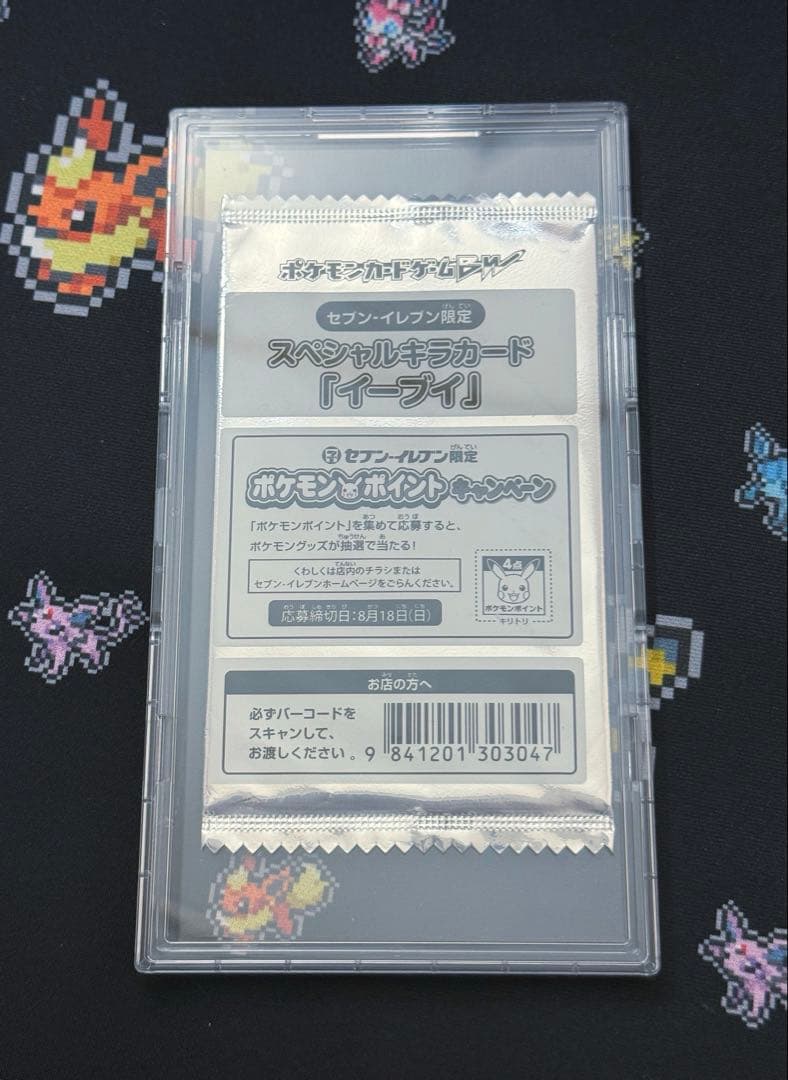 ポケモンカードゲームBW
セブン-イレブン限定
スペシャルキラカード
「イーブイ」
セブン-イレブン限定
ポケモンポイントキャンペーン
「ポケモンポイント」を集めて応募すると、
ポケモングッズが抽選で当たる!
くわしくは店内のチラシまたは
セブン-イレブンホームページをごらんください。
4点
ポケモンポイント
キリトリ
応募締切日:8月18日(日)
お店の方へ
必ずバーコードを
スキャンして、
お渡しください。
9 841201 303047